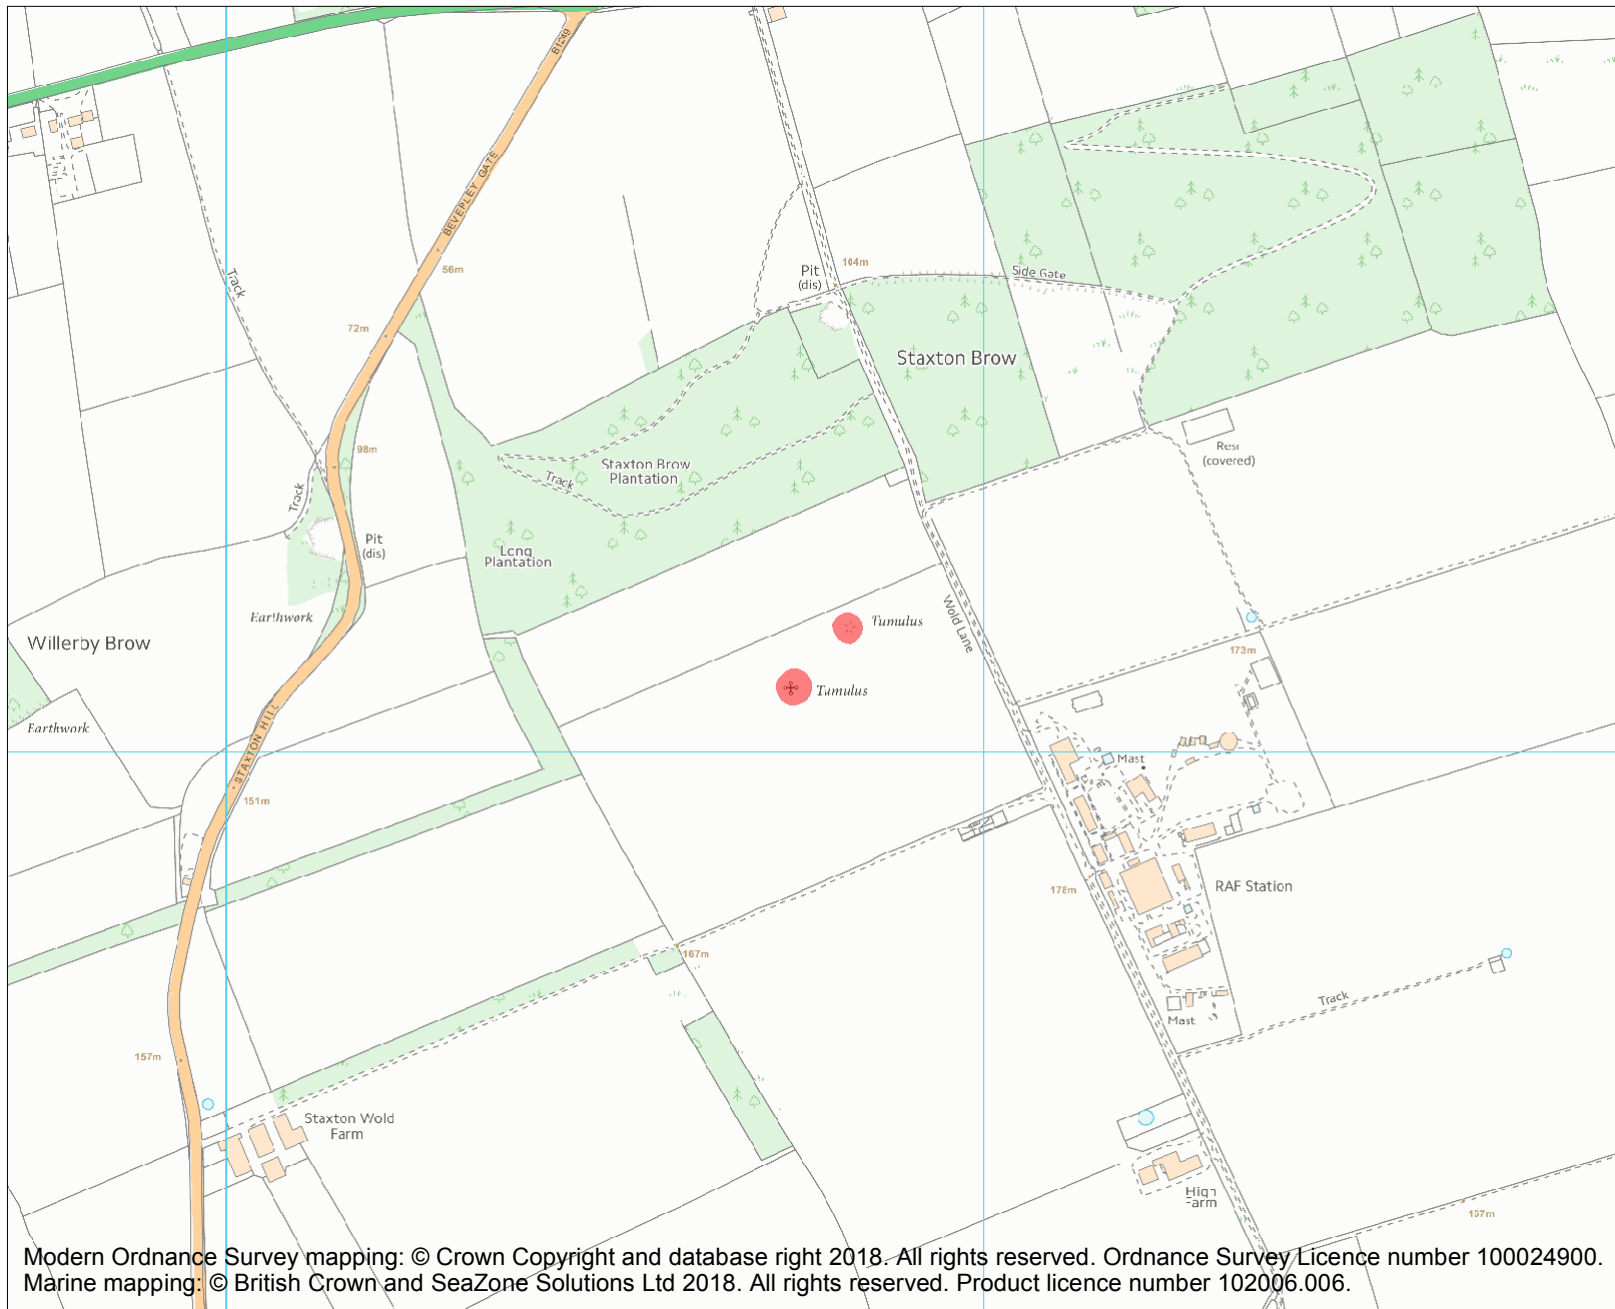 B1249
BEVERLEY GATE
56m
Track
72m
Pit
(dis)
104m
Side Gate
Staxton Brow
98m
Track
Staxton Brow
Plantation
Track
Resr
(covered)
Pit
(dis)
Long
Plantation
Earthwork
Willerby Brow
Earthwork
Tumulus
Tumulus
Wold Lane
173m
STAXTON HILL
151m
Mast
178m
RAF Station
167m
Track
Mast
157m
Staxton Wold
Farm
High
Farm
167m
Modern Ordnance Survey mapping: © Crown Copyright and database right 2018. All rights reserved. Ordnance Survey Licence number 100024900.
Marine mapping: © British Crown and SeaZone Solutions Ltd 2018. All rights reserved. Product licence number 102006.006.